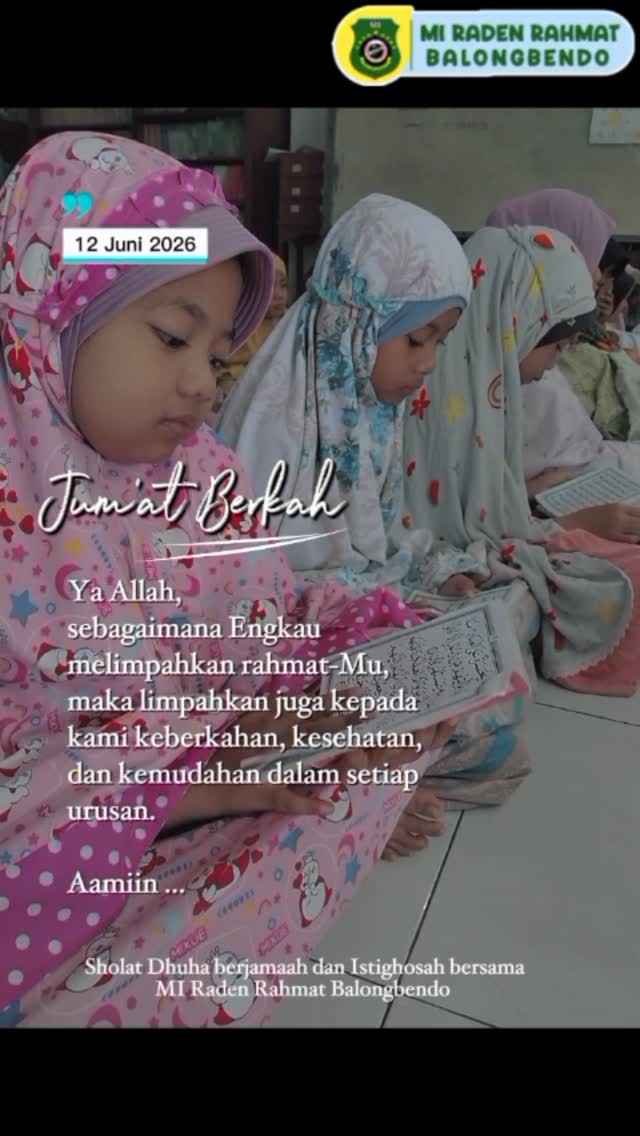 MI RADEN RAHMAT
BALONGBENDO
12 Juni 2026
Jum'at Berkah
Ya Allah,
sebagaimana Engkau
melimpahkan rahmat-Mu,
maka limpahkan juga kepada
kami keberkahan, kesehatan,
dan kemudahan dalam setiap
urusan.
Aamiin ...
Sholat Dhuha berjamaah dan Istighosah bersama
MI Raden Rahmat Balongbendo
MIXUE